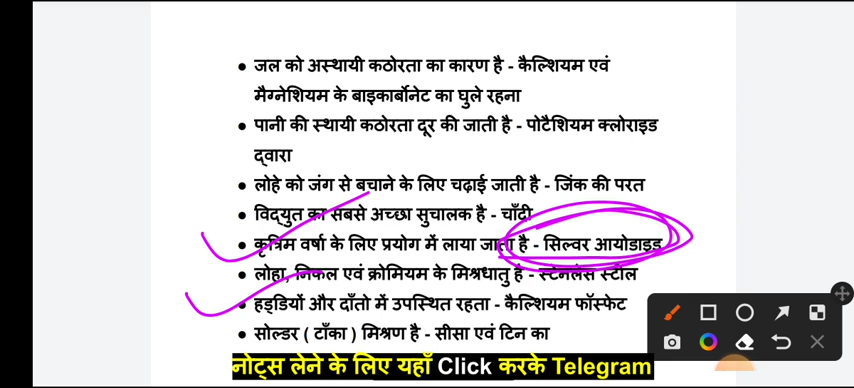 ● जल को अस्थायी कठोरता का कारण है - कैल्शियम एवं
मैग्नेशियम के बाइकार्बोनेट का घुले रहना
● पानी की स्थायी कठोरता दूर की जाती है - पोटैशियम क्लोराइड
द्वारा
● लोहे को जंग से बचाने के लिए चढ़ाई जाती है - जिंक की परत
● विद्युत का सबसे अच्छा सुचालक है - चाँदी
● कृत्रिम वर्षा के लिए प्रयोग में लाया जाता है - सिल्वर आयोडाइड
● लोहा, निकल एवं क्रोमियम के मिश्रधातु है - स्टेनलेस स्टील
● हड्डियों और दाँतो में उपस्थित रहता - कैल्शियम फॉस्फेट
● सोल्डर ( टाँका ) मिश्रण है - सीसा एवं टिन का
नोट्स लेने के लिए यहाँ Click करके Telegram